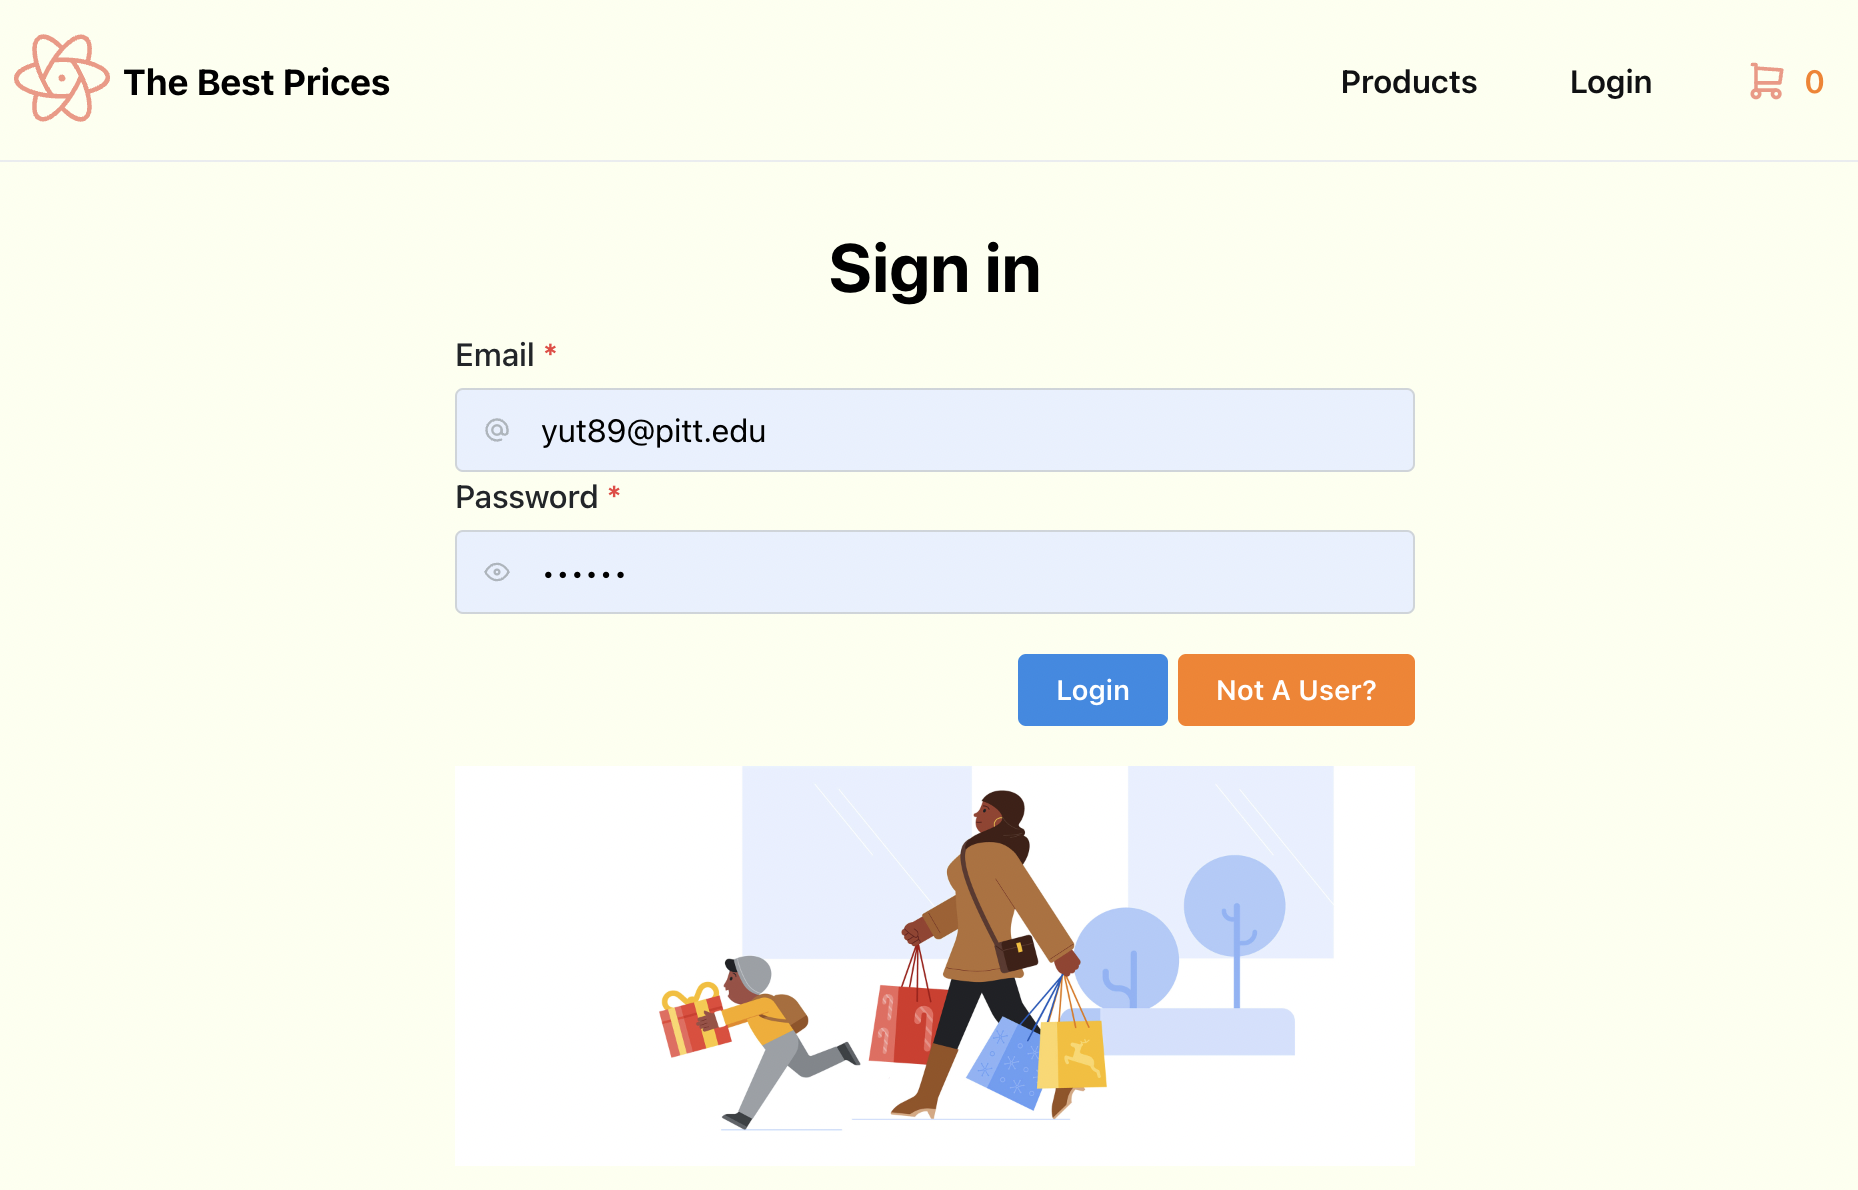 The Best Prices
Products
Login
0
Sign in
Email *
@ yut89@pitt.edu
Password *
••••••
Login
Not A User?